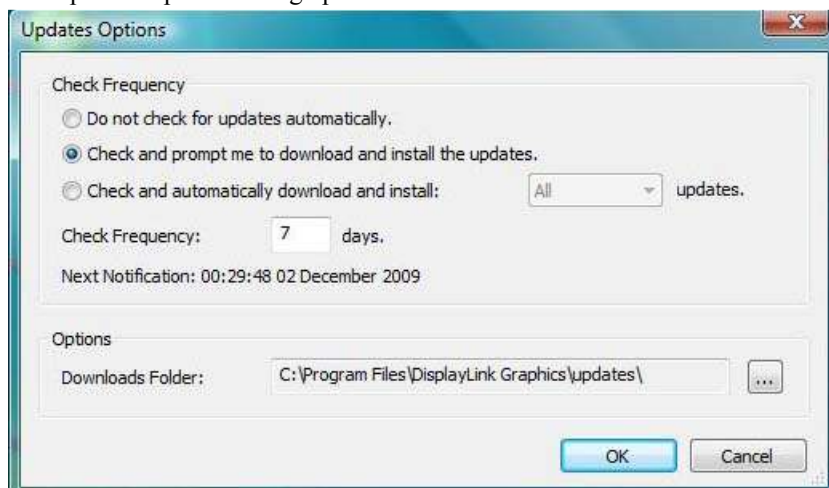 Updates Options
Check Frequency
Do not check for updates automatically.
Check and prompt me to download and install the updates.
Check and automatically download and install: All updates.
Check Frequency: 7 days.
Next Notification: 00:29:48 02 December 2009
Options
Downloads Folder: C:\Program Files\DisplayLink Graphics\updates\ ...
OK Cancel